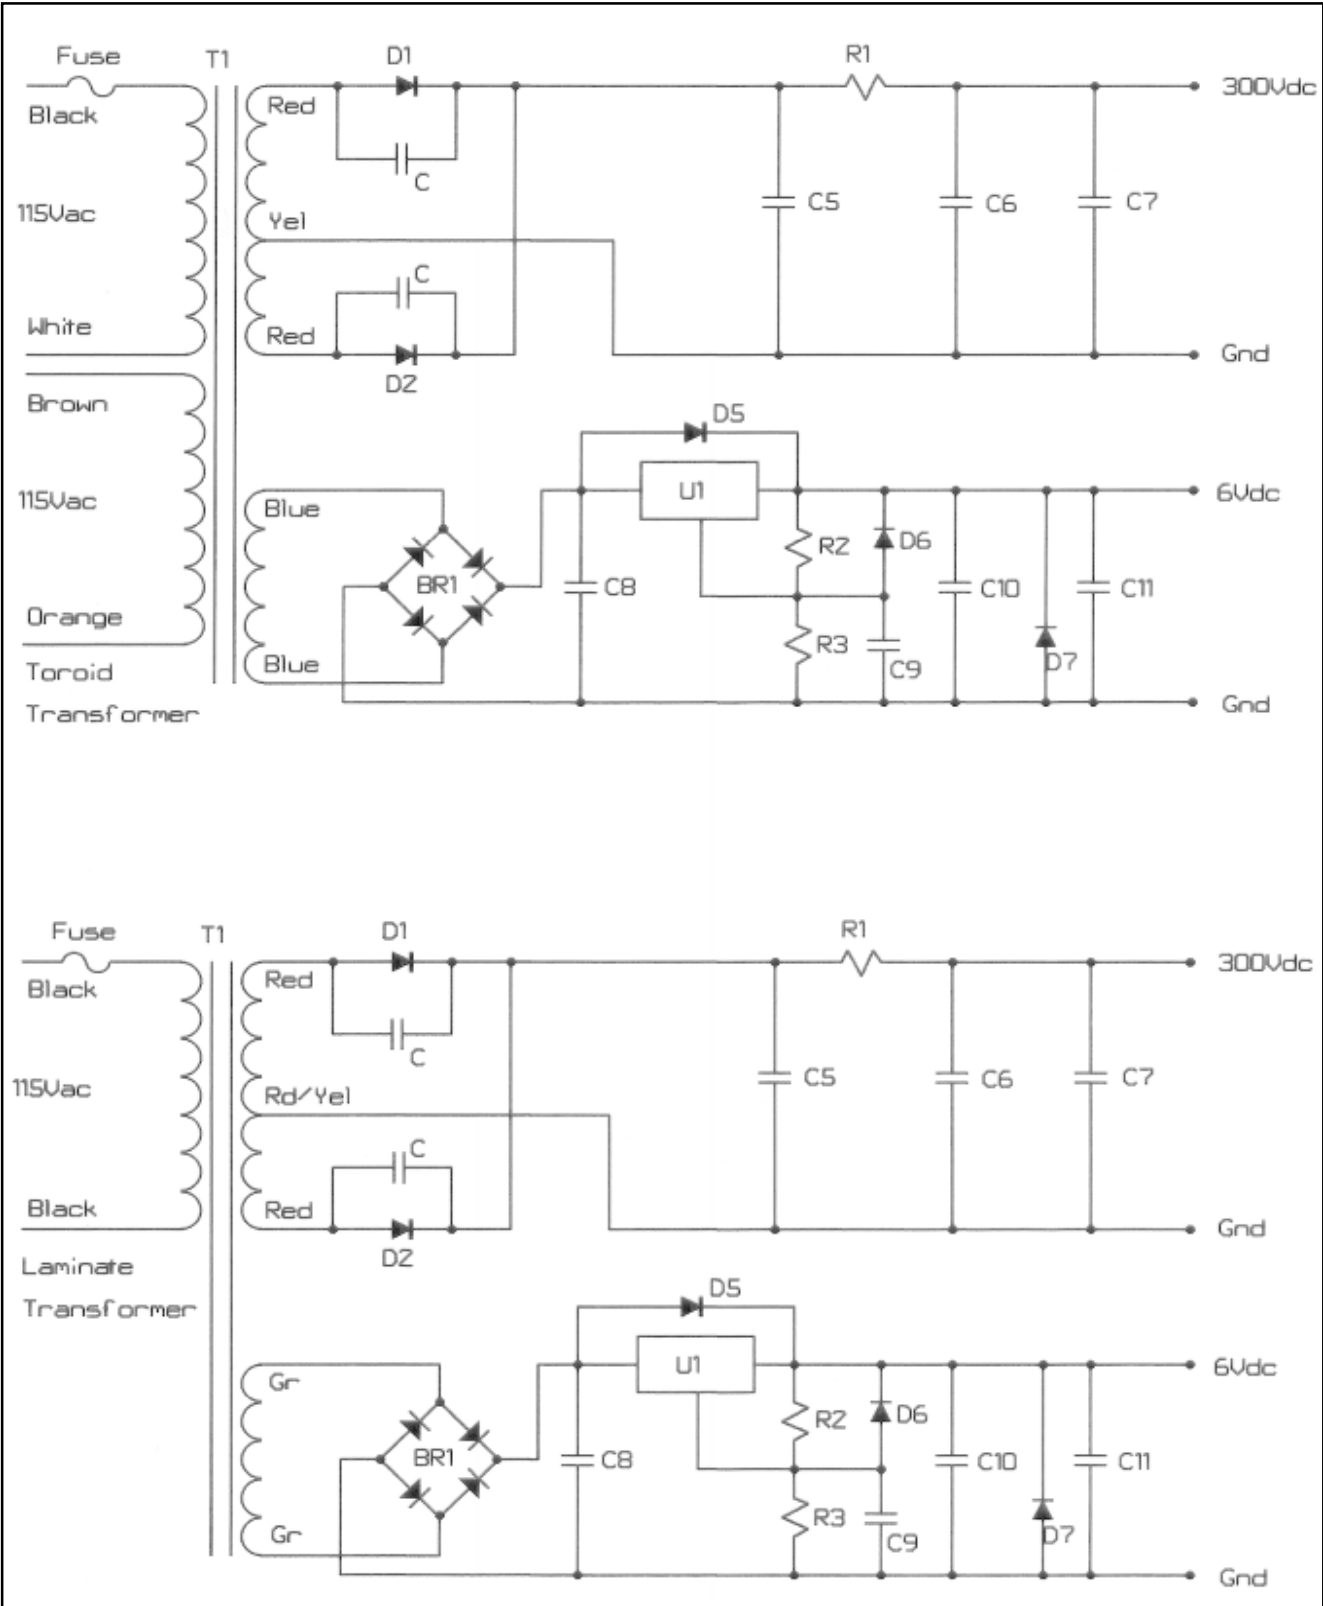 Fuse T1 D1 R1
Red 300Vdc
Black
C
115Vac C5 C6 C7
Yel
C
White Red
D2 Gnd
Brown
D5
115Vac Blue U1 6Vdc
R2 D6
BR1 C8 C10 C11
Orange
R3 C9 D7
Toroid Blue
Transformer Gnd
Fuse T1 D1 R1
Red 300Vdc
Black
C
115Vac C5 C6 C7
Rd/Yel
C
Black Red
D2 Gnd
Laminate
Transformer D5
Gr U1 6Vdc
R2 D6
BR1 C8 C10 C11
R3 C9 D7
Gr
Gnd